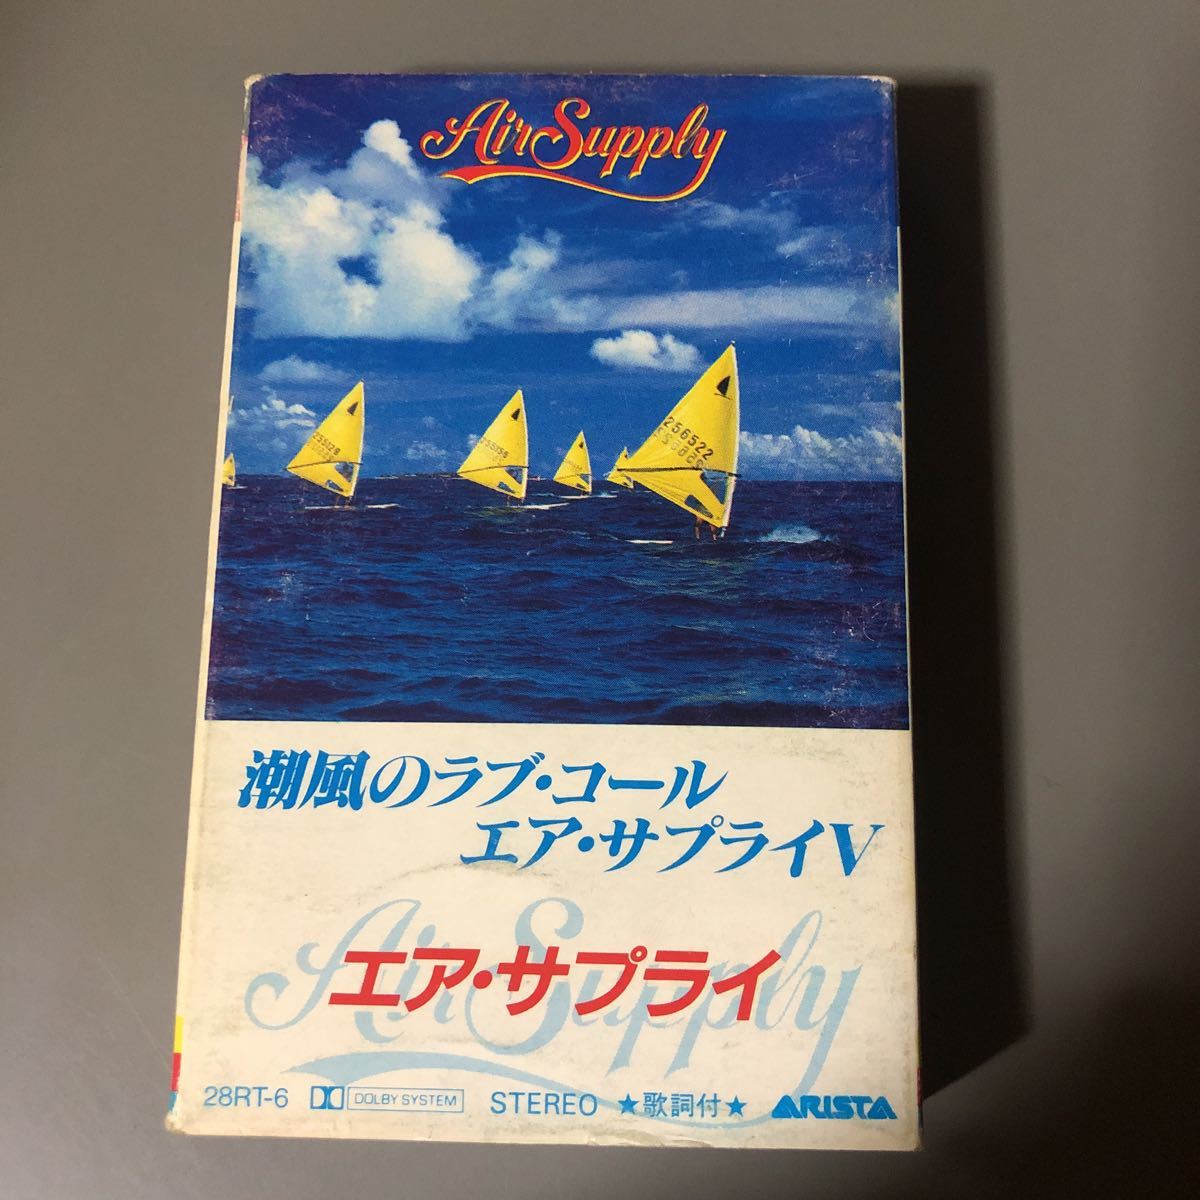 Air Supply
256522
潮風のラブ・コール
エア・サプライV
Air Supply
エア・サプライ
28RT-6 DOLBY SYSTEM STEREO ★歌詞付★ ARISTA